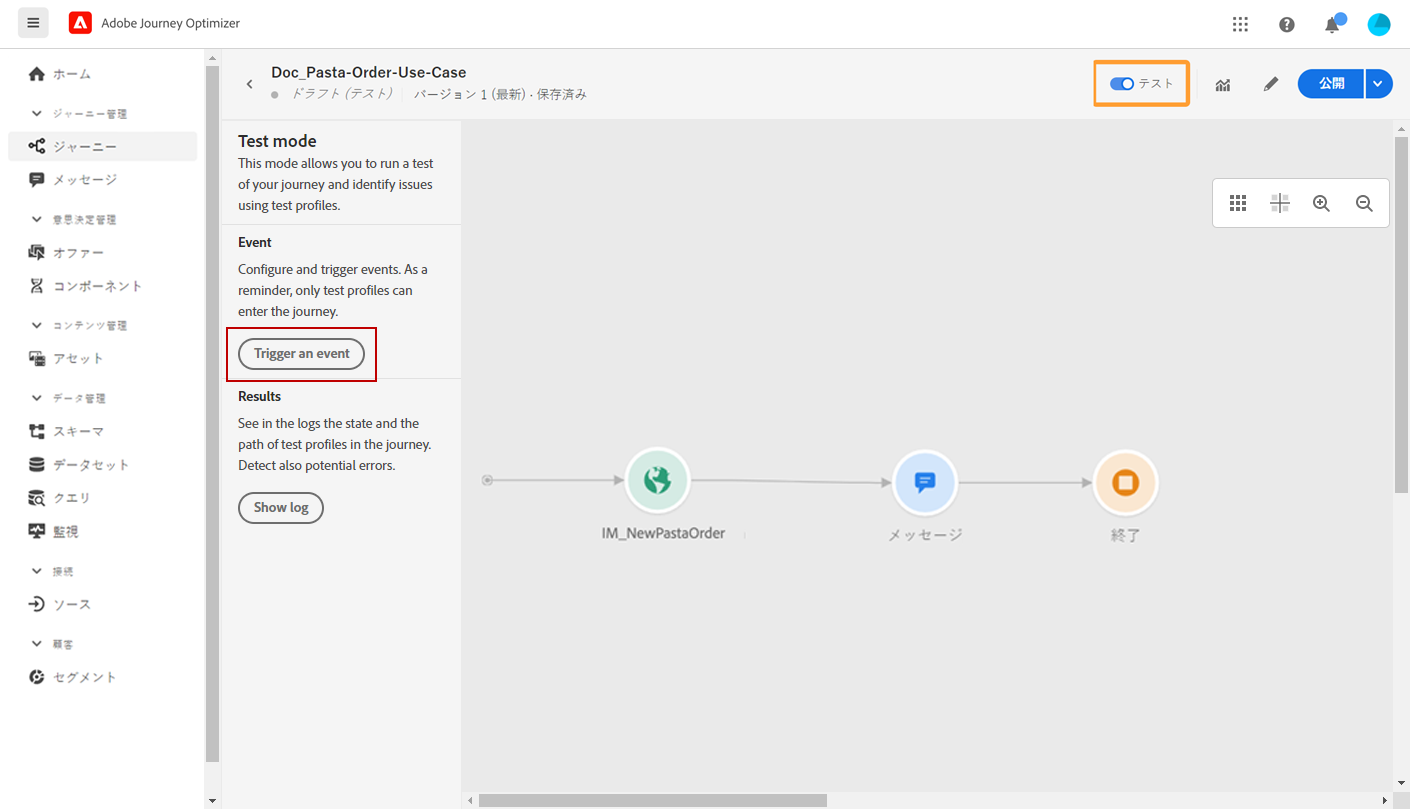 Adobe Journey Optimizer
ホーム
ジャーニー管理
ジャーニー
メッセージ
意思決定管理
オファー
コンポーネント
コンテンツ管理
アセット
データ管理
スキーマ
データセット
クエリ
監視
接続
ソース
顧客
セグメント
Doc_Pasta-Order-Use-Case
ドラフト (テスト)
バージョン 1 (最新) · 保存済み
テスト
公開
Test mode
This mode allows you to run a test
of your journey and identify issues
using test profiles.
Event
Configure and trigger events. As a
reminder, only test profiles can
enter the journey.
Trigger an event
Results
See in the logs the state and the
path of test profiles in the journey.
Detect also potential errors.
Show log
IM_NewPastaOrder
メッセージ
終了